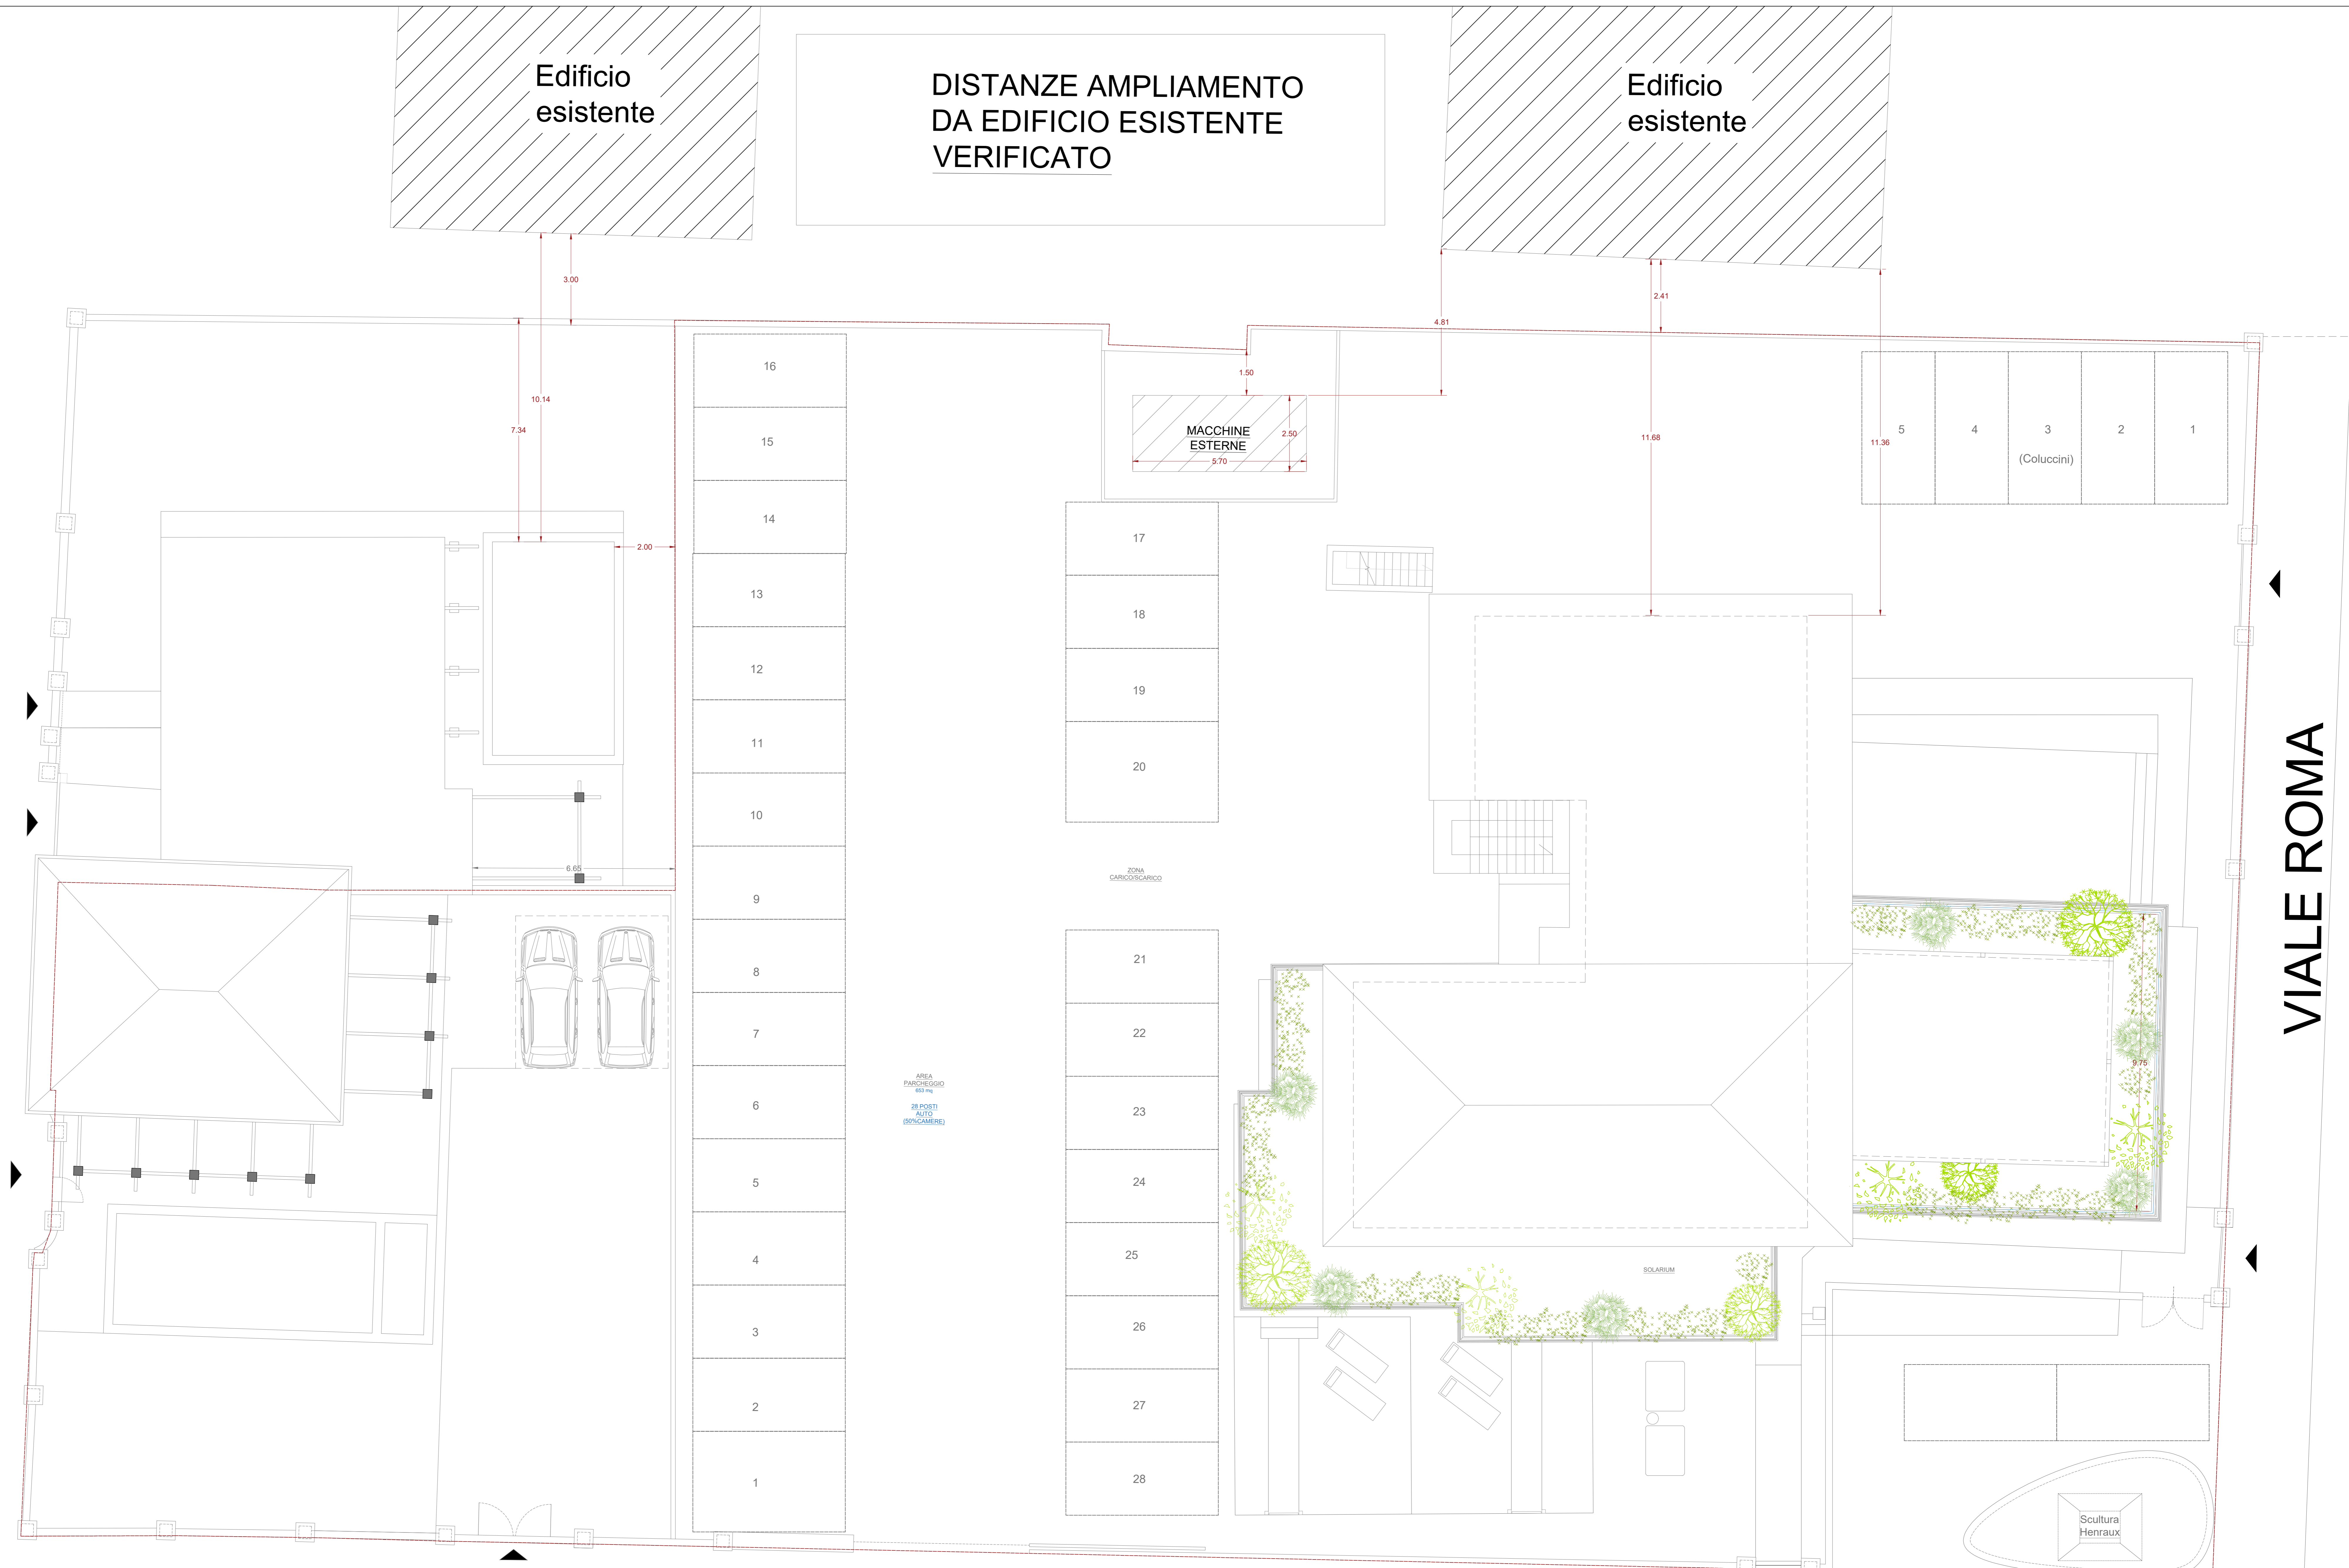 Edificio
esistente
DISTANZE AMPLIAMENTO
DA EDIFICIO ESISTENTE
VERIFICATO
Edificio
esistente
3.00
10.14
7.34
2.00
6.65
4.81
1.50
2.41
11.68
11.36
MACCHINE
ESTERNE
2.50
5.70
5
4
3
2
1
(Coluccini)
16
15
14
13
12
11
10
9
8
7
6
5
4
3
2
1
17
18
19
20
ZONA
CARICO/SCARICO
21
22
23
24
25
26
27
28
AREA
PARCHEGGIO
853 mq
28 POSTI
AUTO
(50%CAMERE)
SOLARIUM
9.75
VIALE ROMA
Scultura
Henraux